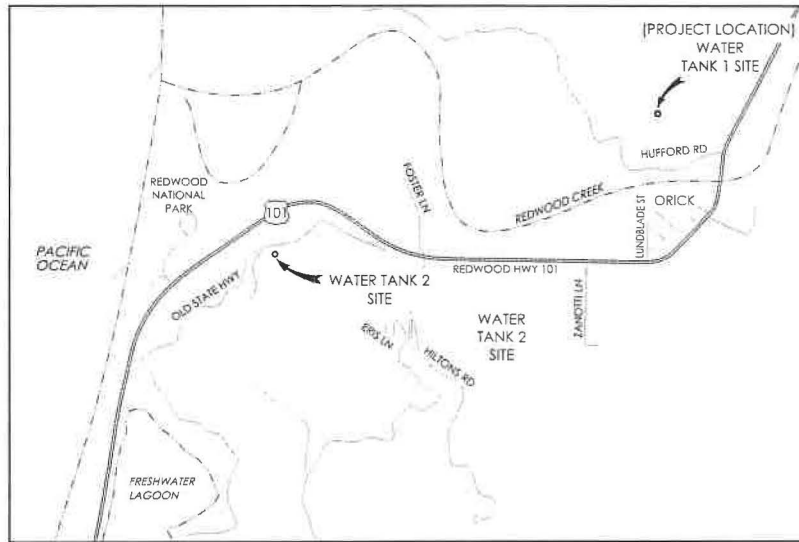 (PROJECT LOCATION)
WATER
TANK 1 SITE
HUFFORD RD
REDWOOD
NATIONAL
PARK
FOSTER LN
REDWOOD CREEK
LUNDBLADE ST
ORICK
101
PACIFIC
OCEAN
REDWOOD HWY 101
OLD STATE HWY
WATER TANK 2
SITE
ZANOTTI LN
WATER
TANK 2
SITE
ERIS LN
HILTONS RD
FRESHWATER
LAGOON